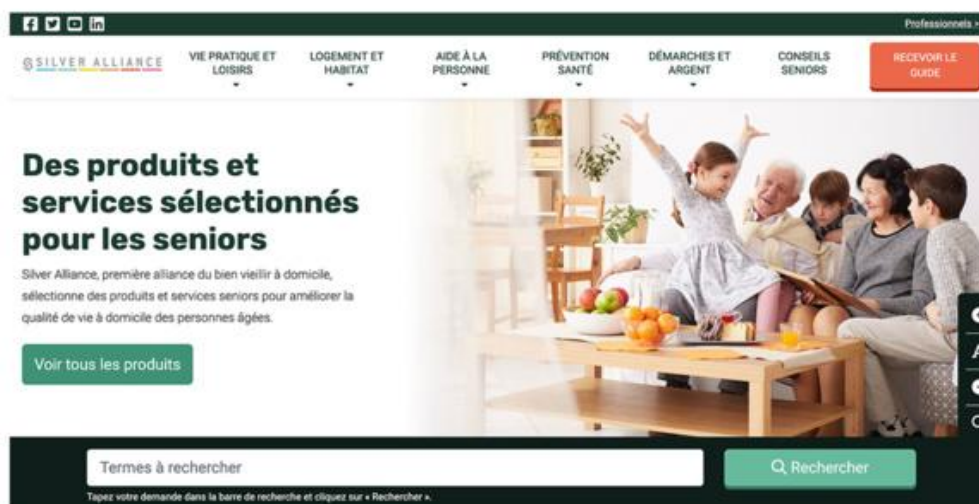 Professionnels
SILVER ALLIANCE
VIE PRATIQUE ET
LOISIRS
LOGEMENT ET
HABITAT
AIDE À LA
PERSONNE
PRÉVENTION
SANTÉ
DÉMARCHES ET
ARGENT
CONSEILS
SENIORS
RECEVOIR LE
GUIDE
Des produits et
services sélectionnés
pour les seniors
Silver Alliance, première alliance du bien vieillir à domicile,
sélectionne des produits et services seniors pour améliorer la
qualité de vie à domicile des personnes âgées.
Voir tous les produits
Termes à rechercher
Rechercher
Tapez votre demande dans la barre de recherche et cliquez sur « Rechercher ».